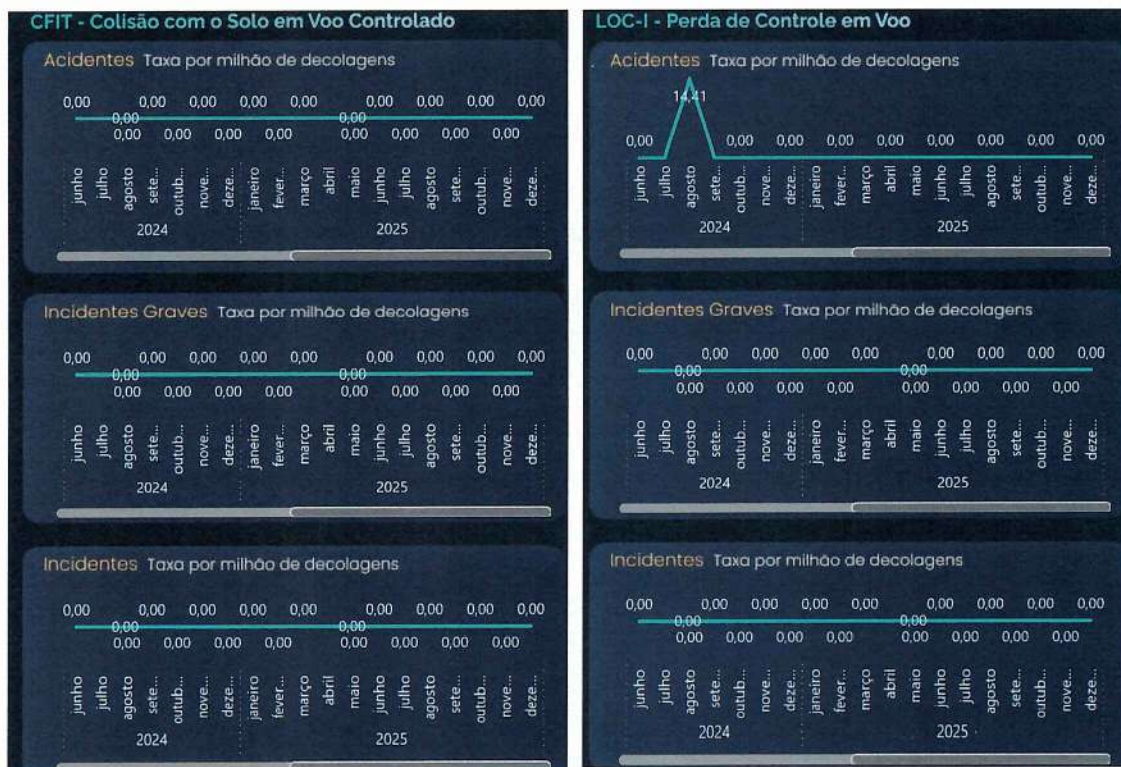 CFIT - Colisão com o Solo em Voo Controlado
Acidentes Taxa por milhão de decolagens
0,00 0,00 0,00 0,00 0,00 0,00 0,00 0,00 0,00 0,00
0,00 0,00
0,00 0,00 0,00 0,00 0,00 0,00 0,00
junho julho agosto sete... outub... nove... deze... janeiro fever... março abril maio junho julho agosto sete... outub... nove... deze...
2024 2025
Incidentes Graves Taxa por milhão de decolagens
0,00 0,00 0,00 0,00 0,00 0,00 0,00 0,00 0,00 0,00
0,00 0,00
0,00 0,00 0,00 0,00 0,00 0,00 0,00
junho julho agosto sete... outub... nove... deze... janeiro fever... março abril maio junho julho agosto sete... outub... nove... deze...
2024 2025
Incidentes Taxa por milhão de decolagens
0,00 0,00 0,00 0,00 0,00 0,00 0,00 0,00 0,00 0,00
0,00 0,00
0,00 0,00 0,00 0,00 0,00 0,00 0,00
junho julho agosto sete... outub... nove... deze... janeiro fever... março abril maio junho julho agosto sete... outub... nove... deze...
2024 2025
LOC-I - Perda de Controle em Voo
Acidentes Taxa por milhão de decolagens
14,41
0,00 0,00 0,00 0,00 0,00 0,00 0,00 0,00 0,00
junho julho agosto sete... outub... nove... deze... janeiro fever... março abril maio junho julho agosto sete... outub... nove... deze...
2024 2025
Incidentes Graves Taxa por milhão de decolagens
0,00 0,00 0,00 0,00 0,00 0,00 0,00 0,00 0,00 0,00
0,00 0,00
0,00 0,00 0,00 0,00 0,00 0,00 0,00
junho julho agosto sete... outub... nove... deze... janeiro fever... março abril maio junho julho agosto sete... outub... nove... deze...
2024 2025
Incidentes Taxa por milhão de decolagens
0,00 0,00 0,00 0,00 0,00 0,00 0,00 0,00 0,00 0,00
0,00 0,00
0,00 0,00 0,00 0,00 0,00 0,00 0,00
junho julho agosto sete... outub... nove... deze... janeiro fever... março abril maio junho julho agosto sete... outub... nove... deze...
2024 2025